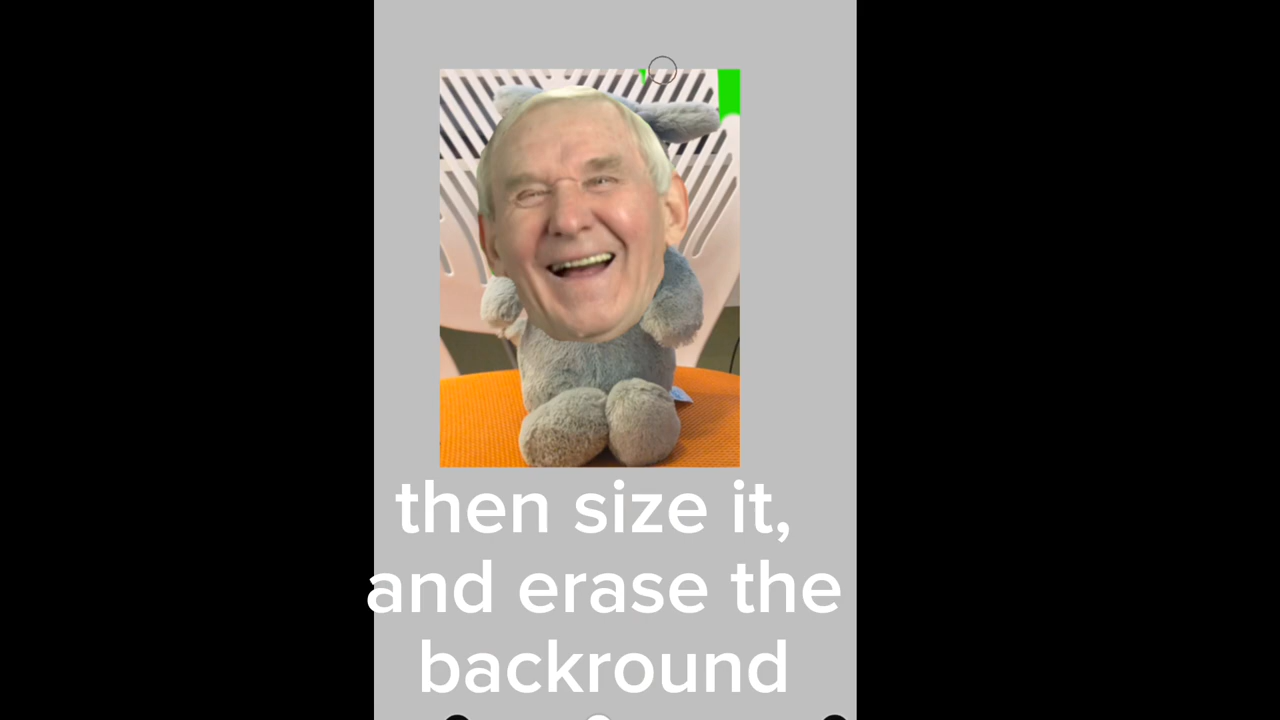 then size it,
and erase the
backround